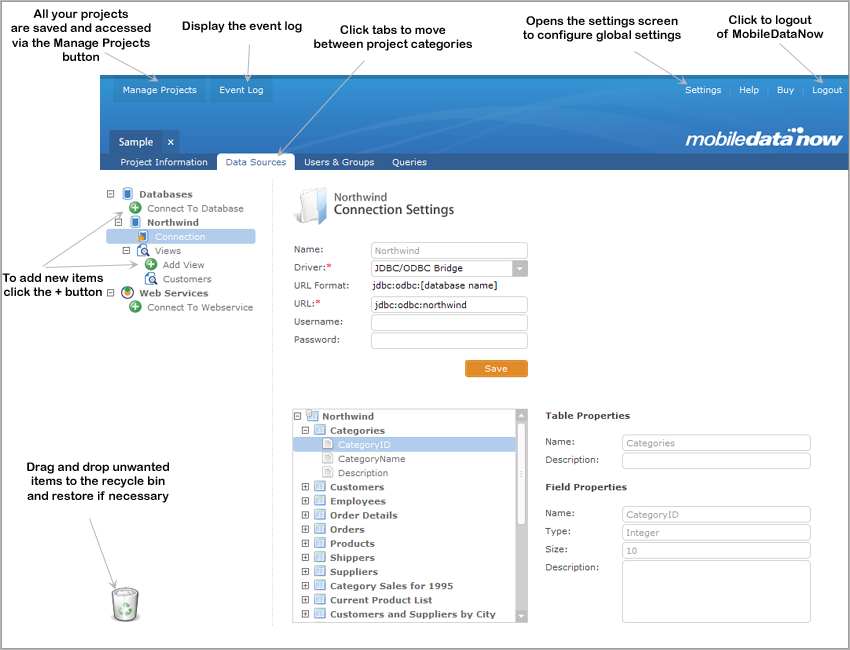 All your projects
are saved and accessed
via the Manage Projects
button
Display the event log
Click tabs to move
between project categories
Opens the settings screen
to configure global settings
Click to logout
of MobileDataNow
Manage Projects
Event Log
Settings
Help
Buy
Logout
Sample x
mobiledatanow
Project Information
Data Sources
Users & Groups
Queries
Databases
Connect To Database
Northwind
Connection
Views
Add View
Customers
Web Services
Connect To Webservice
To add new items
click the + button
Drag and drop unwanted
items to the recycle bin
and restore if necessary
Northwind
Connection Settings
Name: Northwind
Driver:* JDBC/ODBC Bridge
URL Format: jdbc:odbc:[database name]
URL:* jdbc:odbc:northwind
Username:
Password:
Save
Northwind
Categories
CategoryID
CategoryName
Description
Customers
Employees
Order Details
Orders
Products
Shippers
Suppliers
Category Sales for 1995
Current Product List
Customers and Suppliers by City
Table Properties
Name: Categories
Description:
Field Properties
Name: CategoryID
Type: Integer
Size: 10
Description: